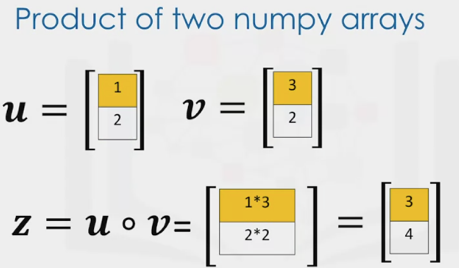 Product of two numpy arrays
u = [1 2] v = [3 2]
z = u ∘ v= [1*3 2*2] = [3 4]